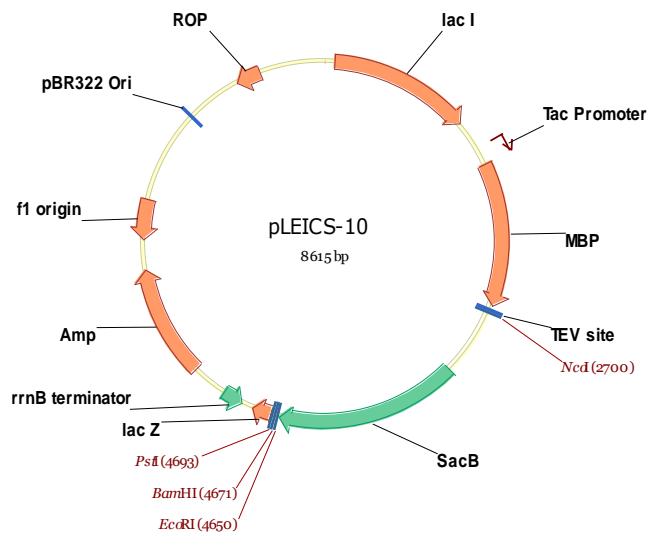 ROP
lac I
pBR322 Ori
Tac Promoter
f1 origin
pLEICS-10
8615 bp
MBP
Amp
TEV site
NcoI (2700)
rrnB terminator
lac Z
SacB
PstI (4693)
BamHI (4671)
EcoRI (4650)